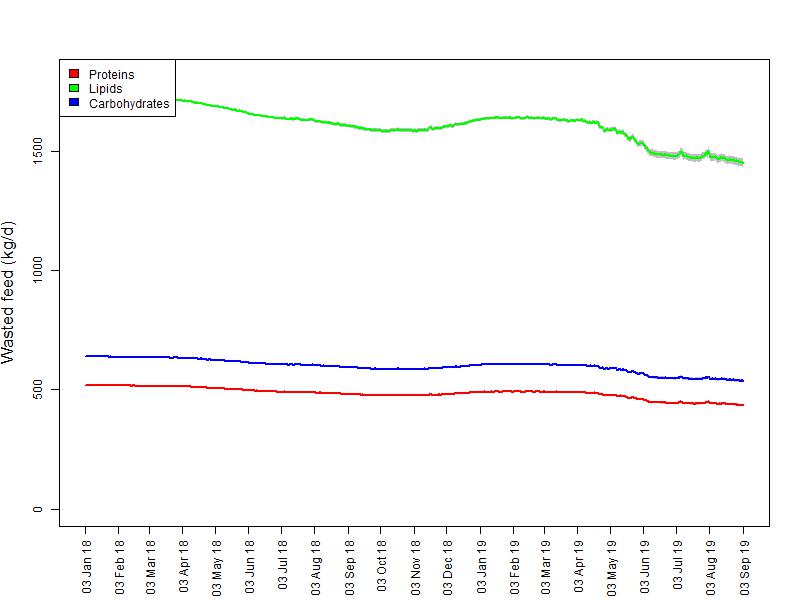 Proteins
Lipids
Carbohydrates
Wasted feed (kg/d)
1500
1000
500
0
03 Jan 18
03 Feb 18
03 Mar 18
03 Apr 18
03 May 18
03 Jun 18
03 Jul 18
03 Aug 18
03 Sep 18
03 Oct 18
03 Nov 18
03 Dec 18
03 Jan 19
03 Feb 19
03 Mar 19
03 Apr 19
03 May 19
03 Jun 19
03 Jul 19
03 Aug 19
03 Sep 19